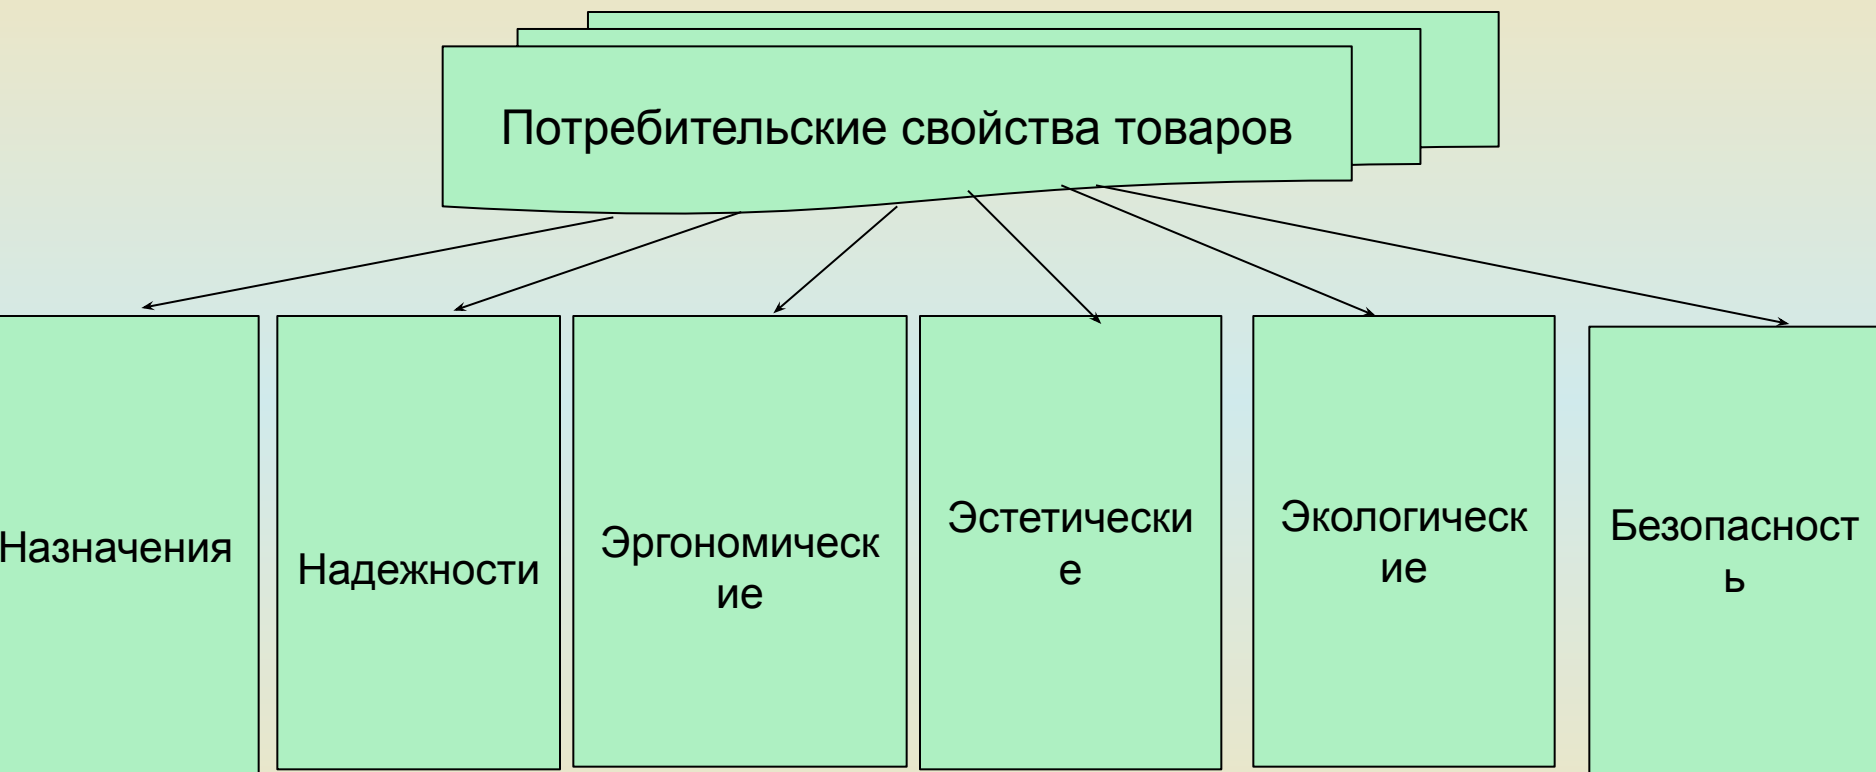 Потребительские свойства товаров
Назначения
Надежности
Эргономическ
ие
Эстетически
е
Экологическ
ие
Безопасност
ь